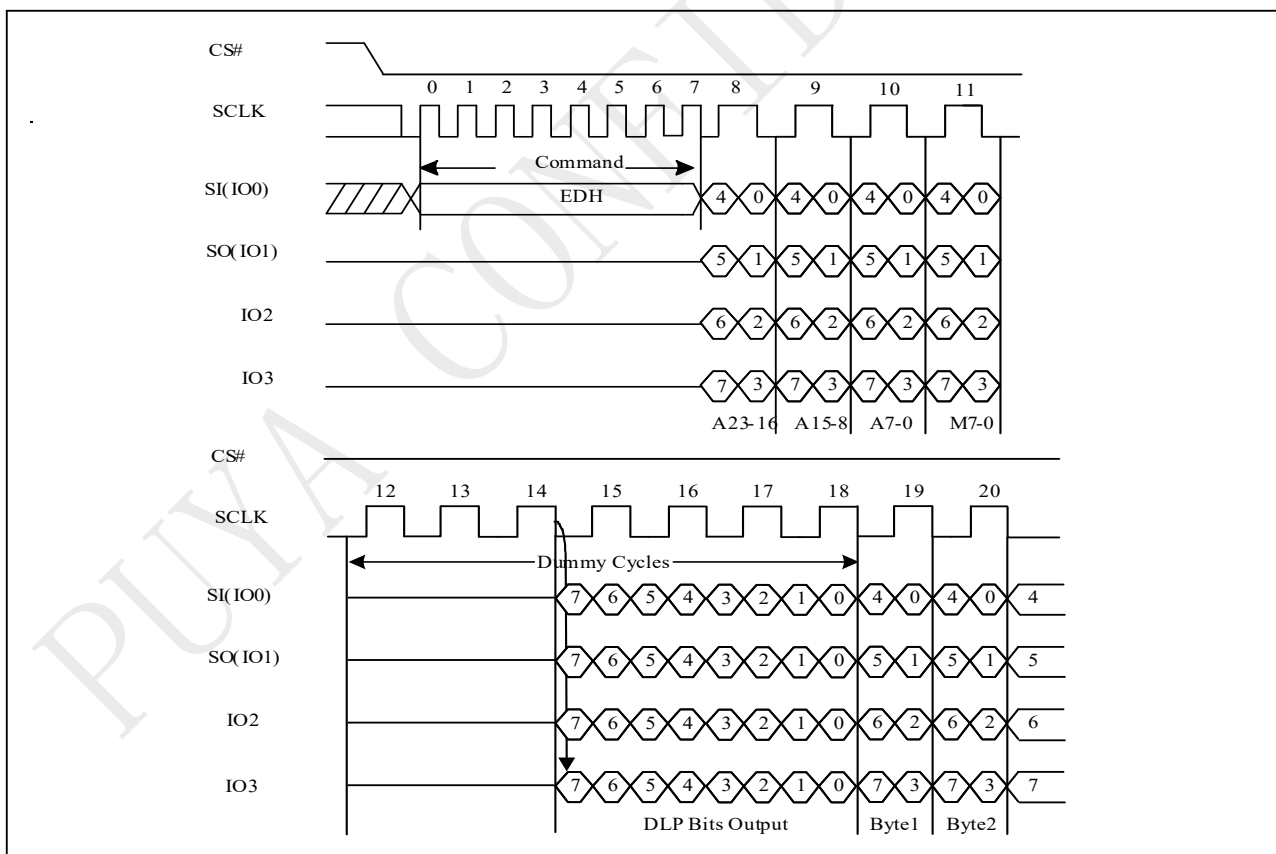 PUYA CONFID
CS#
0 1 2 3 4 5 6 7 8 9 10 11
SCLK
Command
SI(IO0)
EDH
4 0 4 0 4 0 4 0
SO(IO1)
5 1 5 1 5 1 5 1
IO2
6 2 6 2 6 2 6 2
IO3
7 3 7 3 7 3 7 3
A23-16 A15-8 A7-0 M7-0
CS#
12 13 14 15 16 17 18 19 20
SCLK
Dummy Cycles
SI(IO0)
7 6 5 4 3 2 1 0 4 0 4 0 4
SO(IO1)
7 6 5 4 3 2 1 0 5 1 5 1 5
IO2
7 6 5 4 3 2 1 0 6 2 6 2 6
IO3
7 6 5 4 3 2 1 0 7 3 7 3 7
DLP Bits Output Byte1 Byte2